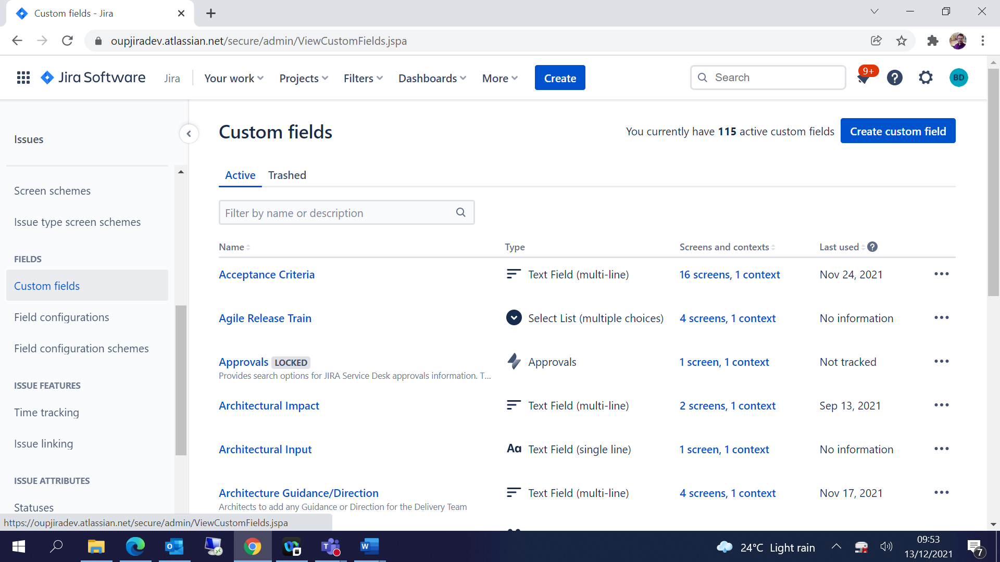 Custom fields - Jira
oupjiradev.atlassian.net/secure/admin/ViewCustomFields.jspa
Jira Software
Jira
Your work
Projects
Filters
Dashboards
More
Create
Search
9+
BD
Issues
Screen schemes
Issue type screen schemes
FIELDS
Custom fields
Field configurations
Field configuration schemes
ISSUE FEATURES
Time tracking
Issue linking
ISSUE ATTRIBUTES
Statuses
Custom fields
You currently have 115 active custom fields
Create custom field
Active
Trashed
Filter by name or description
Name Type Screens and contexts Last used
Acceptance Criteria Text Field (multi-line) 16 screens, 1 context Nov 24, 2021
Agile Release Train Select List (multiple choices) 4 screens, 1 context No information
Approvals LOCKED Approvals 1 screen, 1 context Not tracked
Provides search options for JIRA Service Desk approvals information. T...
Architectural Impact Text Field (multi-line) 2 screens, 1 context Sep 13, 2021
Architectural Input Aa Text Field (single line) 1 screen, 1 context No information
Architecture Guidance/Direction Text Field (multi-line) 4 screens, 1 context Nov 17, 2021
Architects to add any Guidance or Direction for the Delivery Team
https://oupjiradev.atlassian.net/secure/admin/ViewCustomFields.jspa
24°C Light rain
09:53
13/12/2021
7